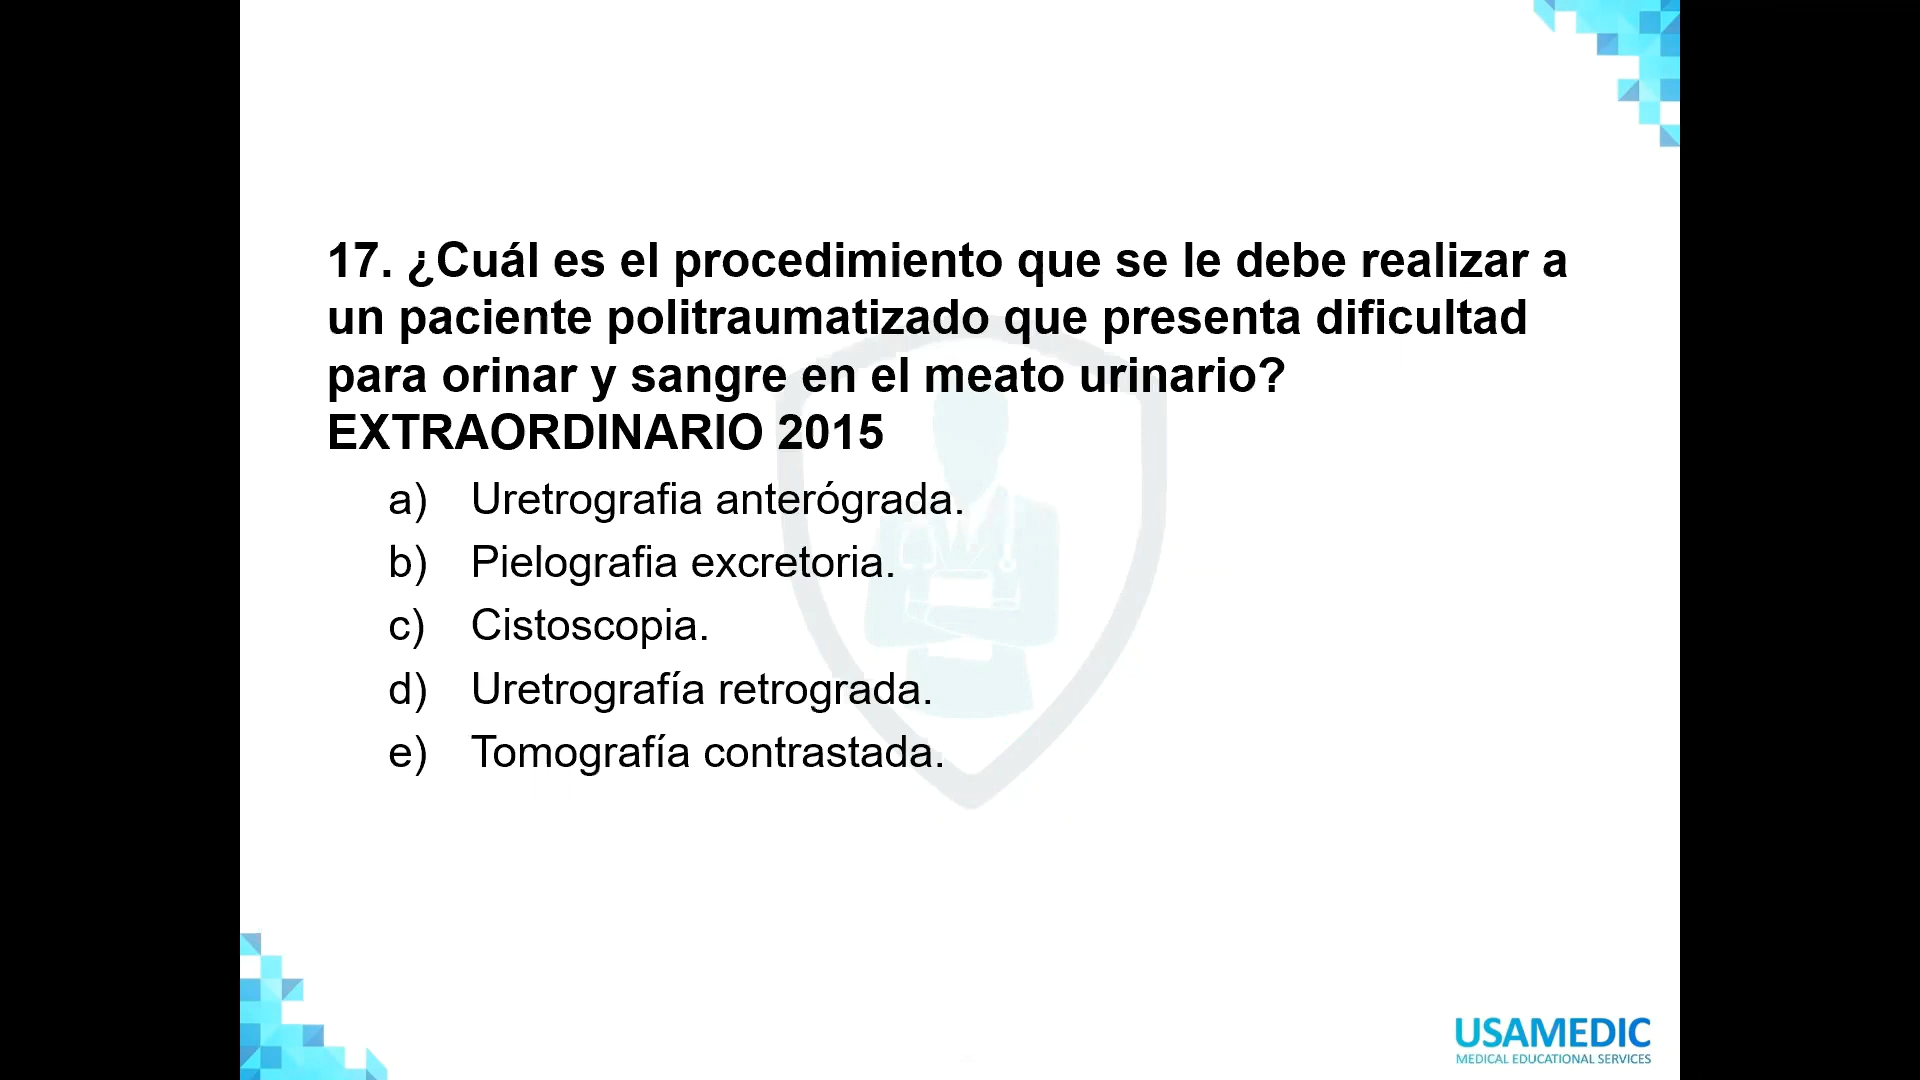 17. ¿Cuál es el procedimiento que se le debe realizar a
un paciente politraumatizado que presenta dificultad
para orinar y sangre en el meato urinario?
EXTRAORDINARIO 2015
a) Uretrografia anterógrada.
b) Pielografia excretoria.
c) Cistoscopia.
d) Uretrografía retrograda.
e) Tomografía contrastada.
USAMEDIC
MEDICAL EDUCATIONAL SERVICES